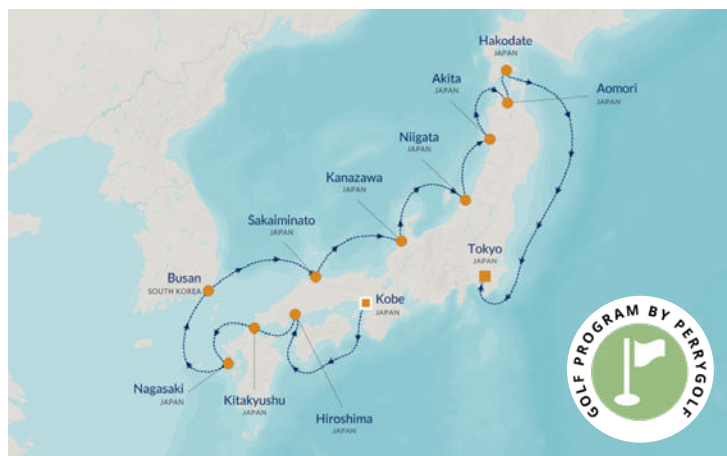 Hakodate
JAPAN
Akita
JAPAN
Aomori
JAPAN
Niigata
JAPAN
Kanazawa
JAPAN
Sakaiminato
JAPAN
Tokyo
JAPAN
Busan
SOUTH KOREA
Kobe
JAPAN
Nagasaki
JAPAN
Kitakyushu
JAPAN
Hiroshima
JAPAN
GOLF PROGRAM BY PERRYGOLF